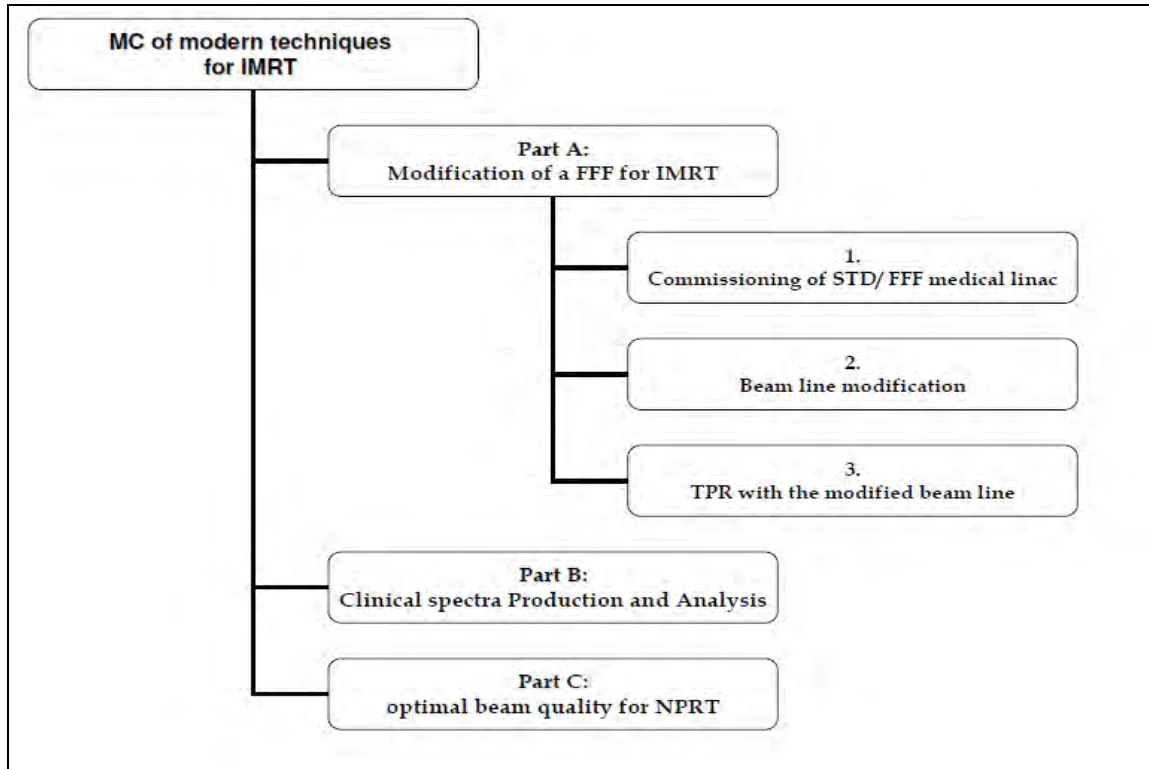 MC of modern techniques
for IMRT
Part A:
Modification of a FFF for IMRT
1.
Commissioning of STD/ FFF medical linac
2.
Beam line modification
3.
TPR with the modified beam line
Part B:
Clinical spectra Production and Analysis
Part C:
optimal beam quality for NPRT